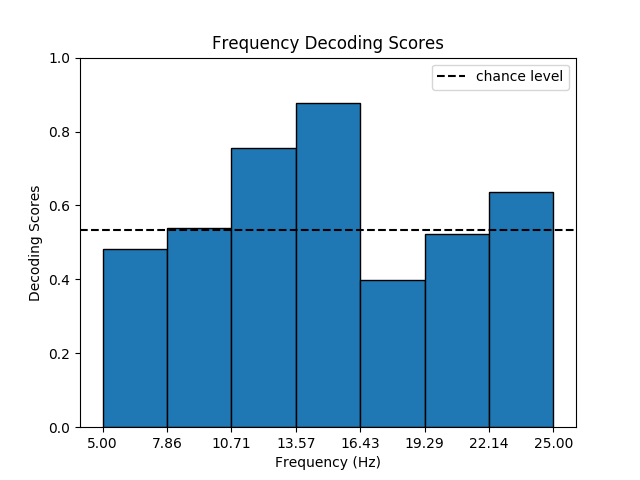 Frequency Decoding Scores
chance level
1.0
0.8
0.6
0.4
0.2
0.0
Decoding Scores
5.00 7.86 10.71 13.57 16.43 19.29 22.14 25.00
Frequency (Hz)